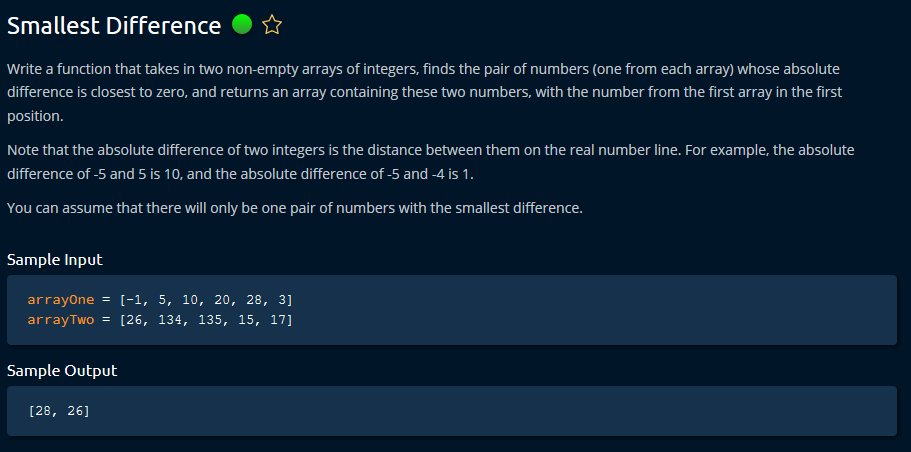 Smallest Difference
Write a function that takes in two non-empty arrays of integers, finds the pair of numbers (one from each array) whose absolute
difference is closest to zero, and returns an array containing these two numbers, with the number from the first array in the first
position.
Note that the absolute difference of two integers is the distance between them on the real number line. For example, the absolute
difference of -5 and 5 is 10, and the absolute difference of -5 and -4 is 1.
You can assume that there will only be one pair of numbers with the smallest difference.
Sample Input
arrayOne = [-1, 5, 10, 20, 28, 3]
arrayTwo = [26, 134, 135, 15, 17]
Sample Output
[28, 26]